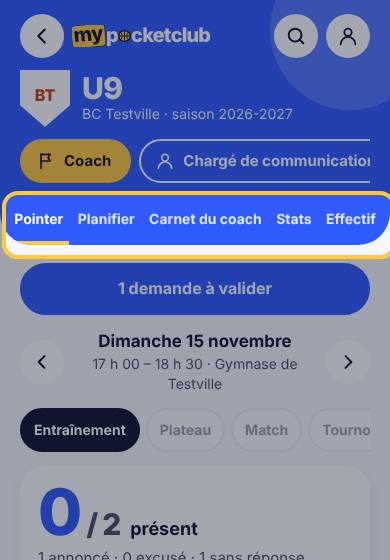 mypocketclub
BT
U9
BC Testville · saison 2026-2027
Coach
Chargé de communication
Pointer Planifier Carnet du coach Stats Effectif
1 demande à valider
Dimanche 15 novembre
17 h 00 – 18 h 30 · Gymnase de
Testville
Entraînement Plateau Match Tourno
0 / 2 présent
1 annoncé · 0 excusé · 1 sans réponse